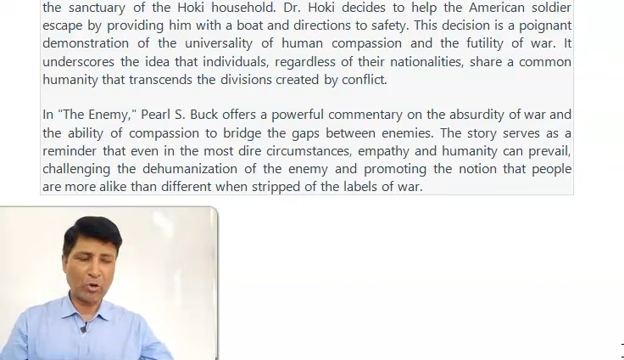 the sanctuary of the Hoki household. Dr. Hoki decides to help the American soldier
escape by providing him with a boat and directions to safety. This decision is a poignant
demonstration of the universality of human compassion and the futility of war. It
underscores the idea that individuals, regardless of their nationalities, share a common
humanity that transcends the divisions created by conflict.
In "The Enemy," Pearl S. Buck offers a powerful commentary on the absurdity of war and
the ability of compassion to bridge the gaps between enemies. The story serves as a
reminder that even in the most dire circumstances, empathy and humanity can prevail,
challenging the dehumanization of the enemy and promoting the notion that people
are more alike than different when stripped of the labels of war.